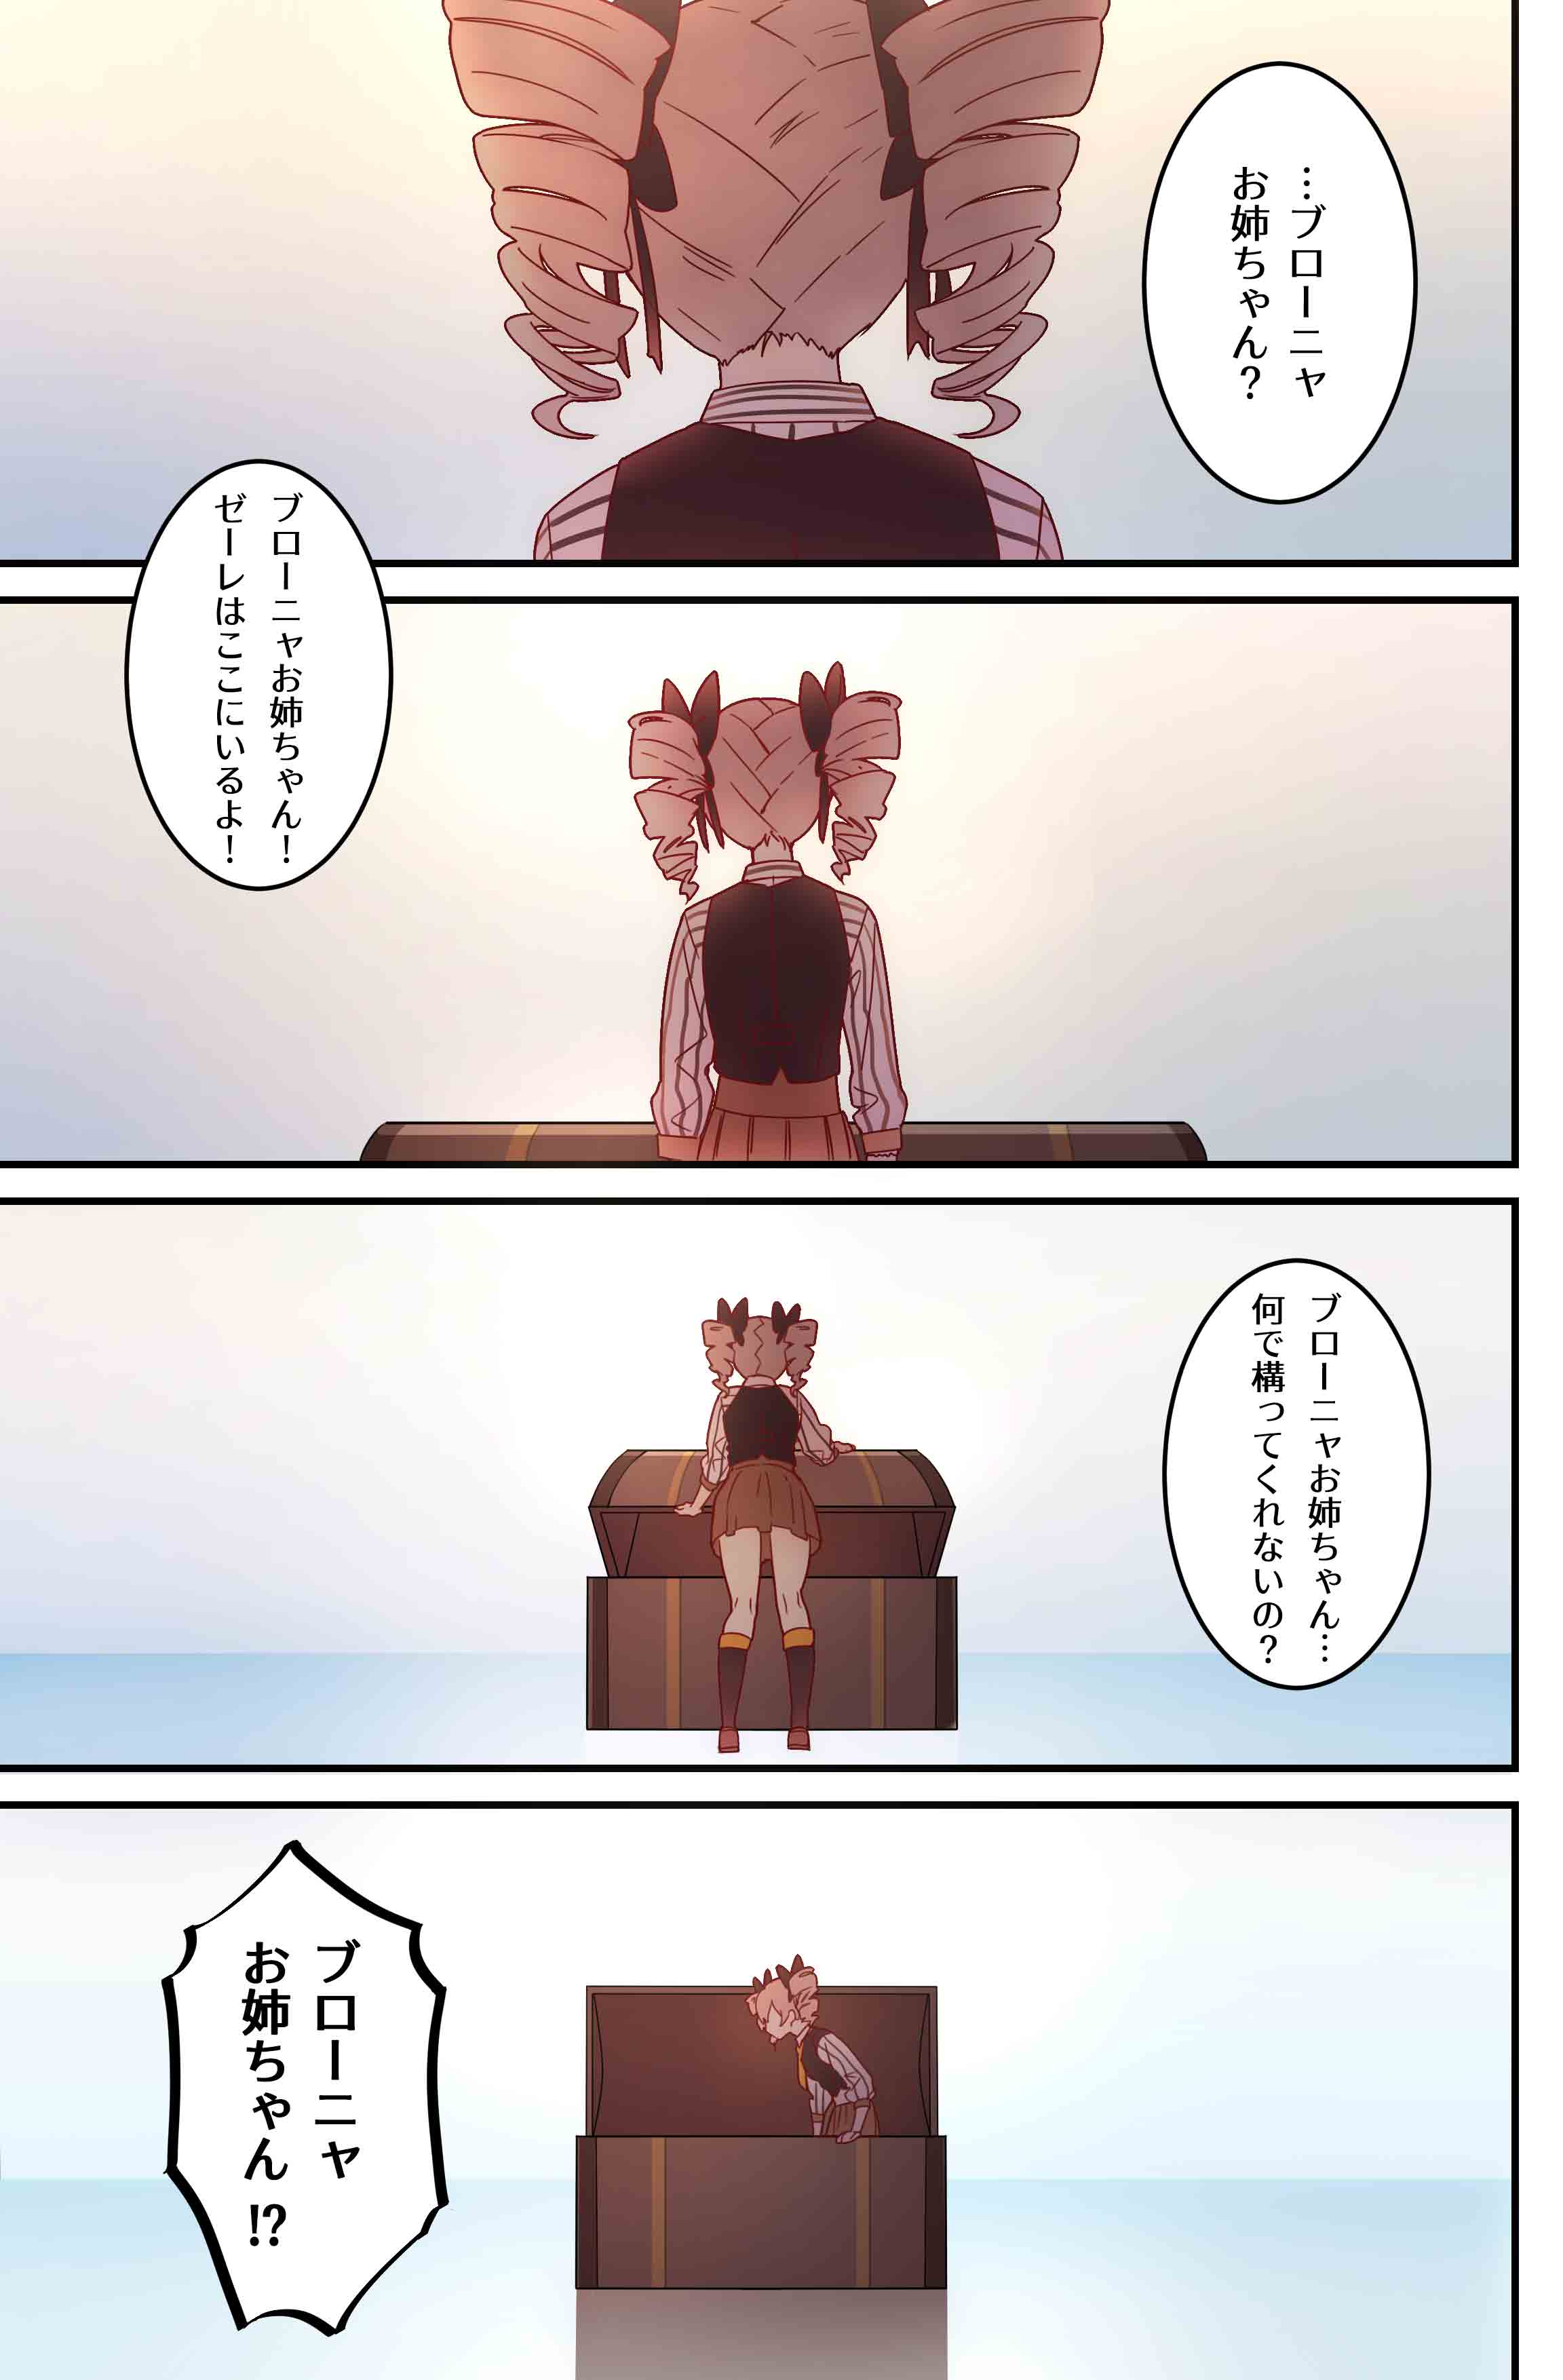 …ブローニャ
お姉ちゃん?
ブローニャお姉ちゃん!
ゼーレはここにいるよ!
ブローニャお姉ちゃん…
何で構ってくれないの?
ブローニャ
お姉ちゃん!?